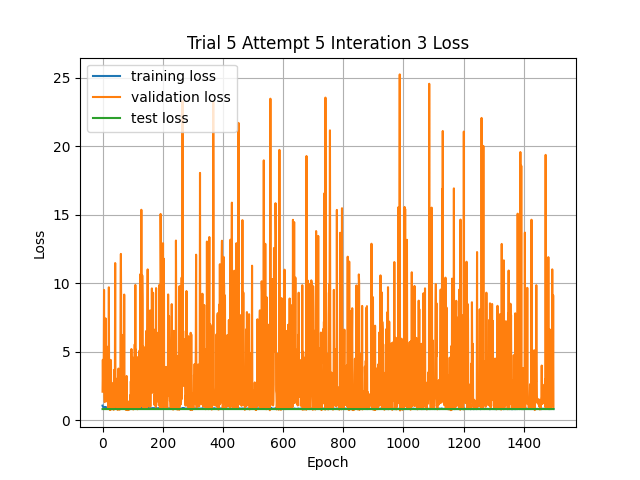 Trial 5 Attempt 5 Interation 3 Loss
training loss
validation loss
test loss
25
20
15
10
5
0
Loss
0 200 400 600 800 1000 1200 1400
Epoch